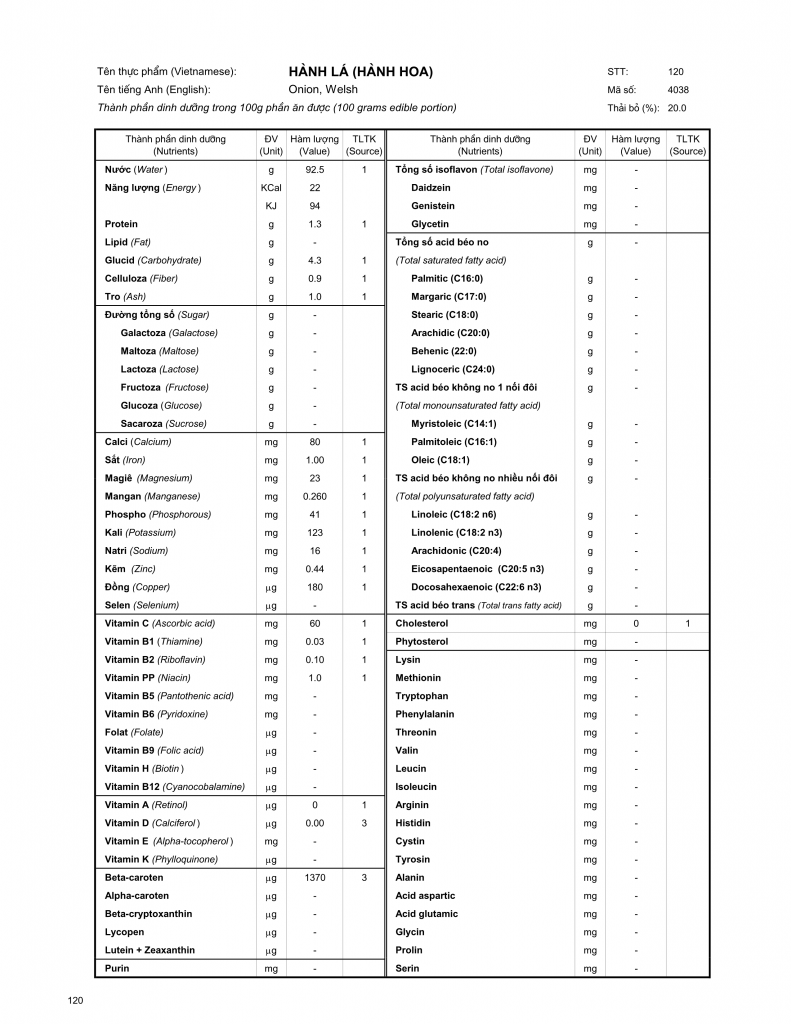 Tên thực phẩm (Vietnamese): HÀNH LÁ (HÀNH HOA) STT: 120
Tên tiếng Anh (English): Onion, Welsh Mã số: 4038
Thành phần dinh dưỡng trong 100g phần ăn được (100 grams edible portion) Thải bỏ (%): 20.0
Thành phần dinh dưỡng ĐV Hàm lượng TLTK Thành phần dinh dưỡng ĐV Hàm lượng TLTK
(Nutrients) (Unit) (Value) (Source) (Nutrients) (Unit) (Value) (Source)
Nước (Water) g 92.5 1 Tổng số isoflavon (Total isoflavone) mg -
Năng lượng (Energy) KCal 22 Daidzein mg -
KJ 94 Genistein mg -
Protein g 1.3 1 Glycetin mg -
Lipid (Fat) g - Tổng số acid béo no g -
Glucid (Carbohydrate) g 4.3 1 (Total saturated fatty acid)
Celluloza (Fiber) g 0.9 1 Palmitic (C16:0) g -
Tro (Ash) g 1.0 1 Margaric (C17:0) g -
Đường tổng số (Sugar) g - Stearic (C18:0) g -
Galactoza (Galactose) g - Arachidic (C20:0) g -
Maltoza (Maltose) g - Behenic (22:0) g -
Lactoza (Lactose) g - Lignoceric (C24:0) g -
Fructoza (Fructose) g - TS acid béo không no 1 nối đôi g -
Glucoza (Glucose) g - (Total monounsaturated fatty acid)
Sacaroza (Sucrose) g - Myristoleic (C14:1) g -
Calci (Calcium) mg 80 1 Palmitoleic (C16:1) g -
Sắt (Iron) mg 1.00 1 Oleic (C18:1) g -
Magiê (Magnesium) mg 23 1 TS acid béo không no nhiều nối đôi g -
Mangan (Manganese) mg 0.260 1 (Total polyunsaturated fatty acid)
Phospho (Phosphorous) mg 41 1 Linoleic (C18:2 n6) g -
Kali (Potassium) mg 123 1 Linolenic (C18:2 n3) g -
Natri (Sodium) mg 16 1 Arachidonic (C20:4) g -
Kẽm (Zinc) mg 0.44 1 Eicosapentaenoic (C20:5 n3) g -
Đồng (Copper) μg 180 1 Docosahexaenoic (C22:6 n3) g -
Selen (Selenium) μg - TS acid béo trans (Total trans fatty acid) g -
Vitamin C (Ascorbic acid) mg 60 1 Cholesterol mg 0 1
Vitamin B1 (Thiamine) mg 0.03 1 Phytosterol mg -
Vitamin B2 (Riboflavin) mg 0.10 1 Lysin mg -
Vitamin PP (Niacin) mg 1.0 1 Methionin mg -
Vitamin B5 (Pantothenic acid) mg - Tryptophan mg -
Vitamin B6 (Pyridoxine) mg - Phenylalanin mg -
Folat (Folate) μg - Threonin mg -
Vitamin B9 (Folic acid) μg - Valin mg -
Vitamin H (Biotin) μg - Leucin mg -
Vitamin B12 (Cyanocobalamine) μg - Isoleucin mg -
Vitamin A (Retinol) μg 0 1 Arginin mg -
Vitamin D (Calciferol) μg 0.00 3 Histidin mg -
Vitamin E (Alpha-tocopherol) mg - Cystin mg -
Vitamin K (Phylloquinone) μg - Tyrosin mg -
Beta-caroten μg 1370 3 Alanin mg -
Alpha-caroten μg - Acid aspartic mg -
Beta-cryptoxanthin μg - Acid glutamic mg -
Lycopen μg - Glycin mg -
Lutein + Zeaxanthin μg - Prolin mg -
Purin mg - Serin mg -
120